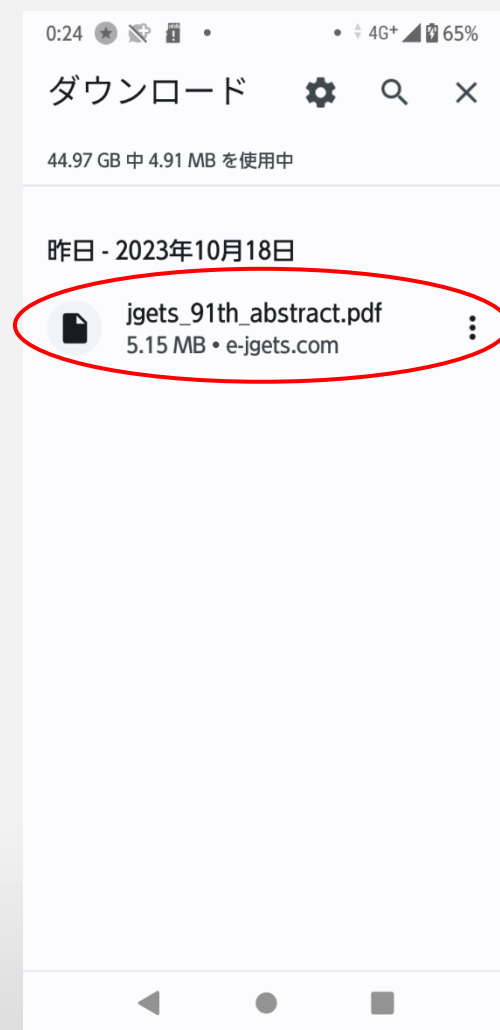 0:24 4G+ 65%
ダウンロード
44.97 GB 中 4.91 MB を使用中
昨日 - 2023年10月18日
jgets_91th_abstract.pdf
5.15 MB • e-jgets.com